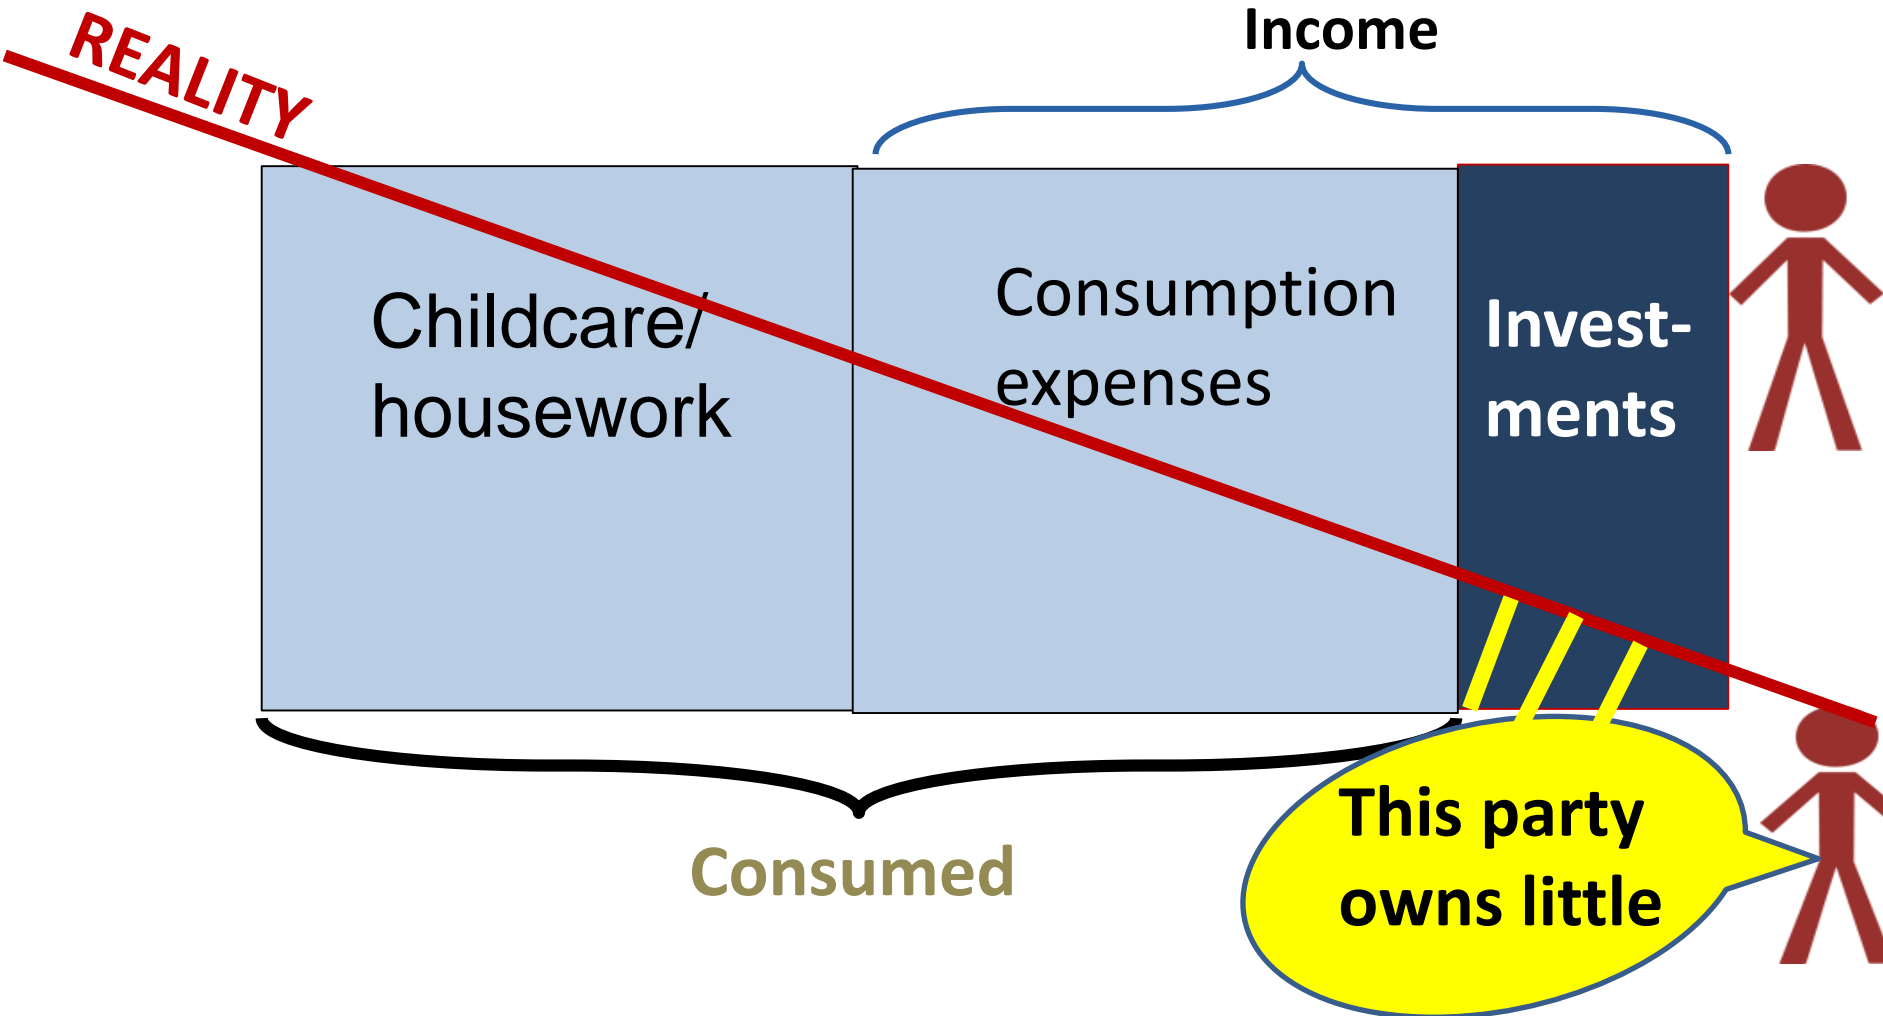 REALITY
Income
Childcare/
housework
Consumption
expenses
Invest-
ments
Consumed
This party
owns little